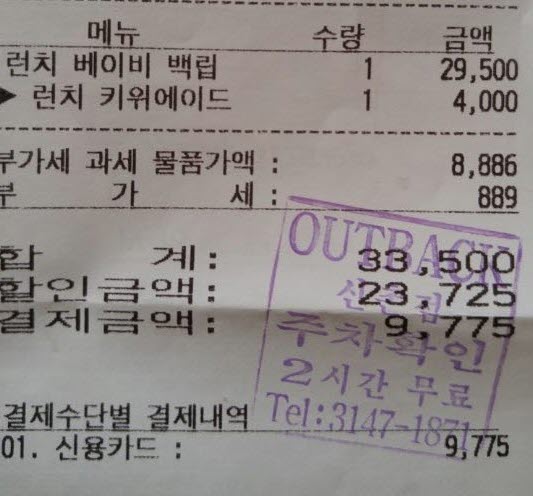 메뉴 수량 금액
런치 베이비 백립 1 29,500
▶ 런치 키위에이드 1 4,000
부가세 과세 물품가액 : 8,886
부 가 세 : 889
합 계 : 33,500
할인금액 : 23,725
결제금액 : 9,775
OUTBACK
신촌점
주차확인
2시간 무료
Tel:3147-1871
결제수단별 결제내역
01. 신용카드 : 9,775